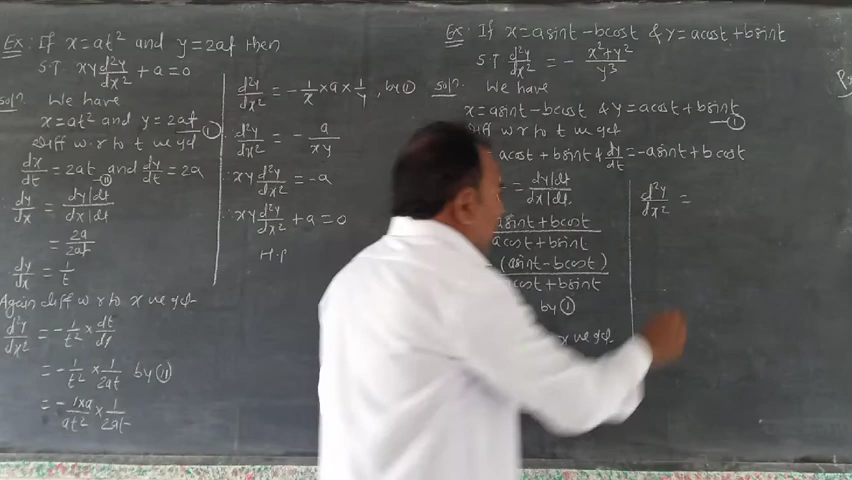 Ex: If x=at² and y=2at then
S.T xy d²y/dx² + a = 0
Soln. We have
x=at² and y=2at —①
Diff w.r to t we get
dx/dt = 2at —⑪ and dy/dt = 2a
dy/dx = dy/dt / dx/dt
= 2a/2at
dy/dx = 1/t
Again diff w r to x we get
d²y/dx² = -1/t² × dt/dx
= -1/t² × 1/2at by ⑪
= -1×a/at² × 1/2at
d²y/dx² = -1/x × a × 1/y , by ①
d²y/dx² = - a/xy
xy d²y/dx² = -a
∴ xy d²y/dx² + a = 0
H.P
Ex: If x=asint-bcost & y=acost+bsint
S.T d²y/dx² = - x²+y²/y³
Soln. We have
x=asint-bcost & y=acost+bsint —①
Diff w r to t we get
acost+bsint & dy/dt = -asint+bcost
= dy/dt / dx/dt
asint+bcost / acost+bsint
(asint-bcost) / cost+bsint
by ①
x we get
d²y/dx² =